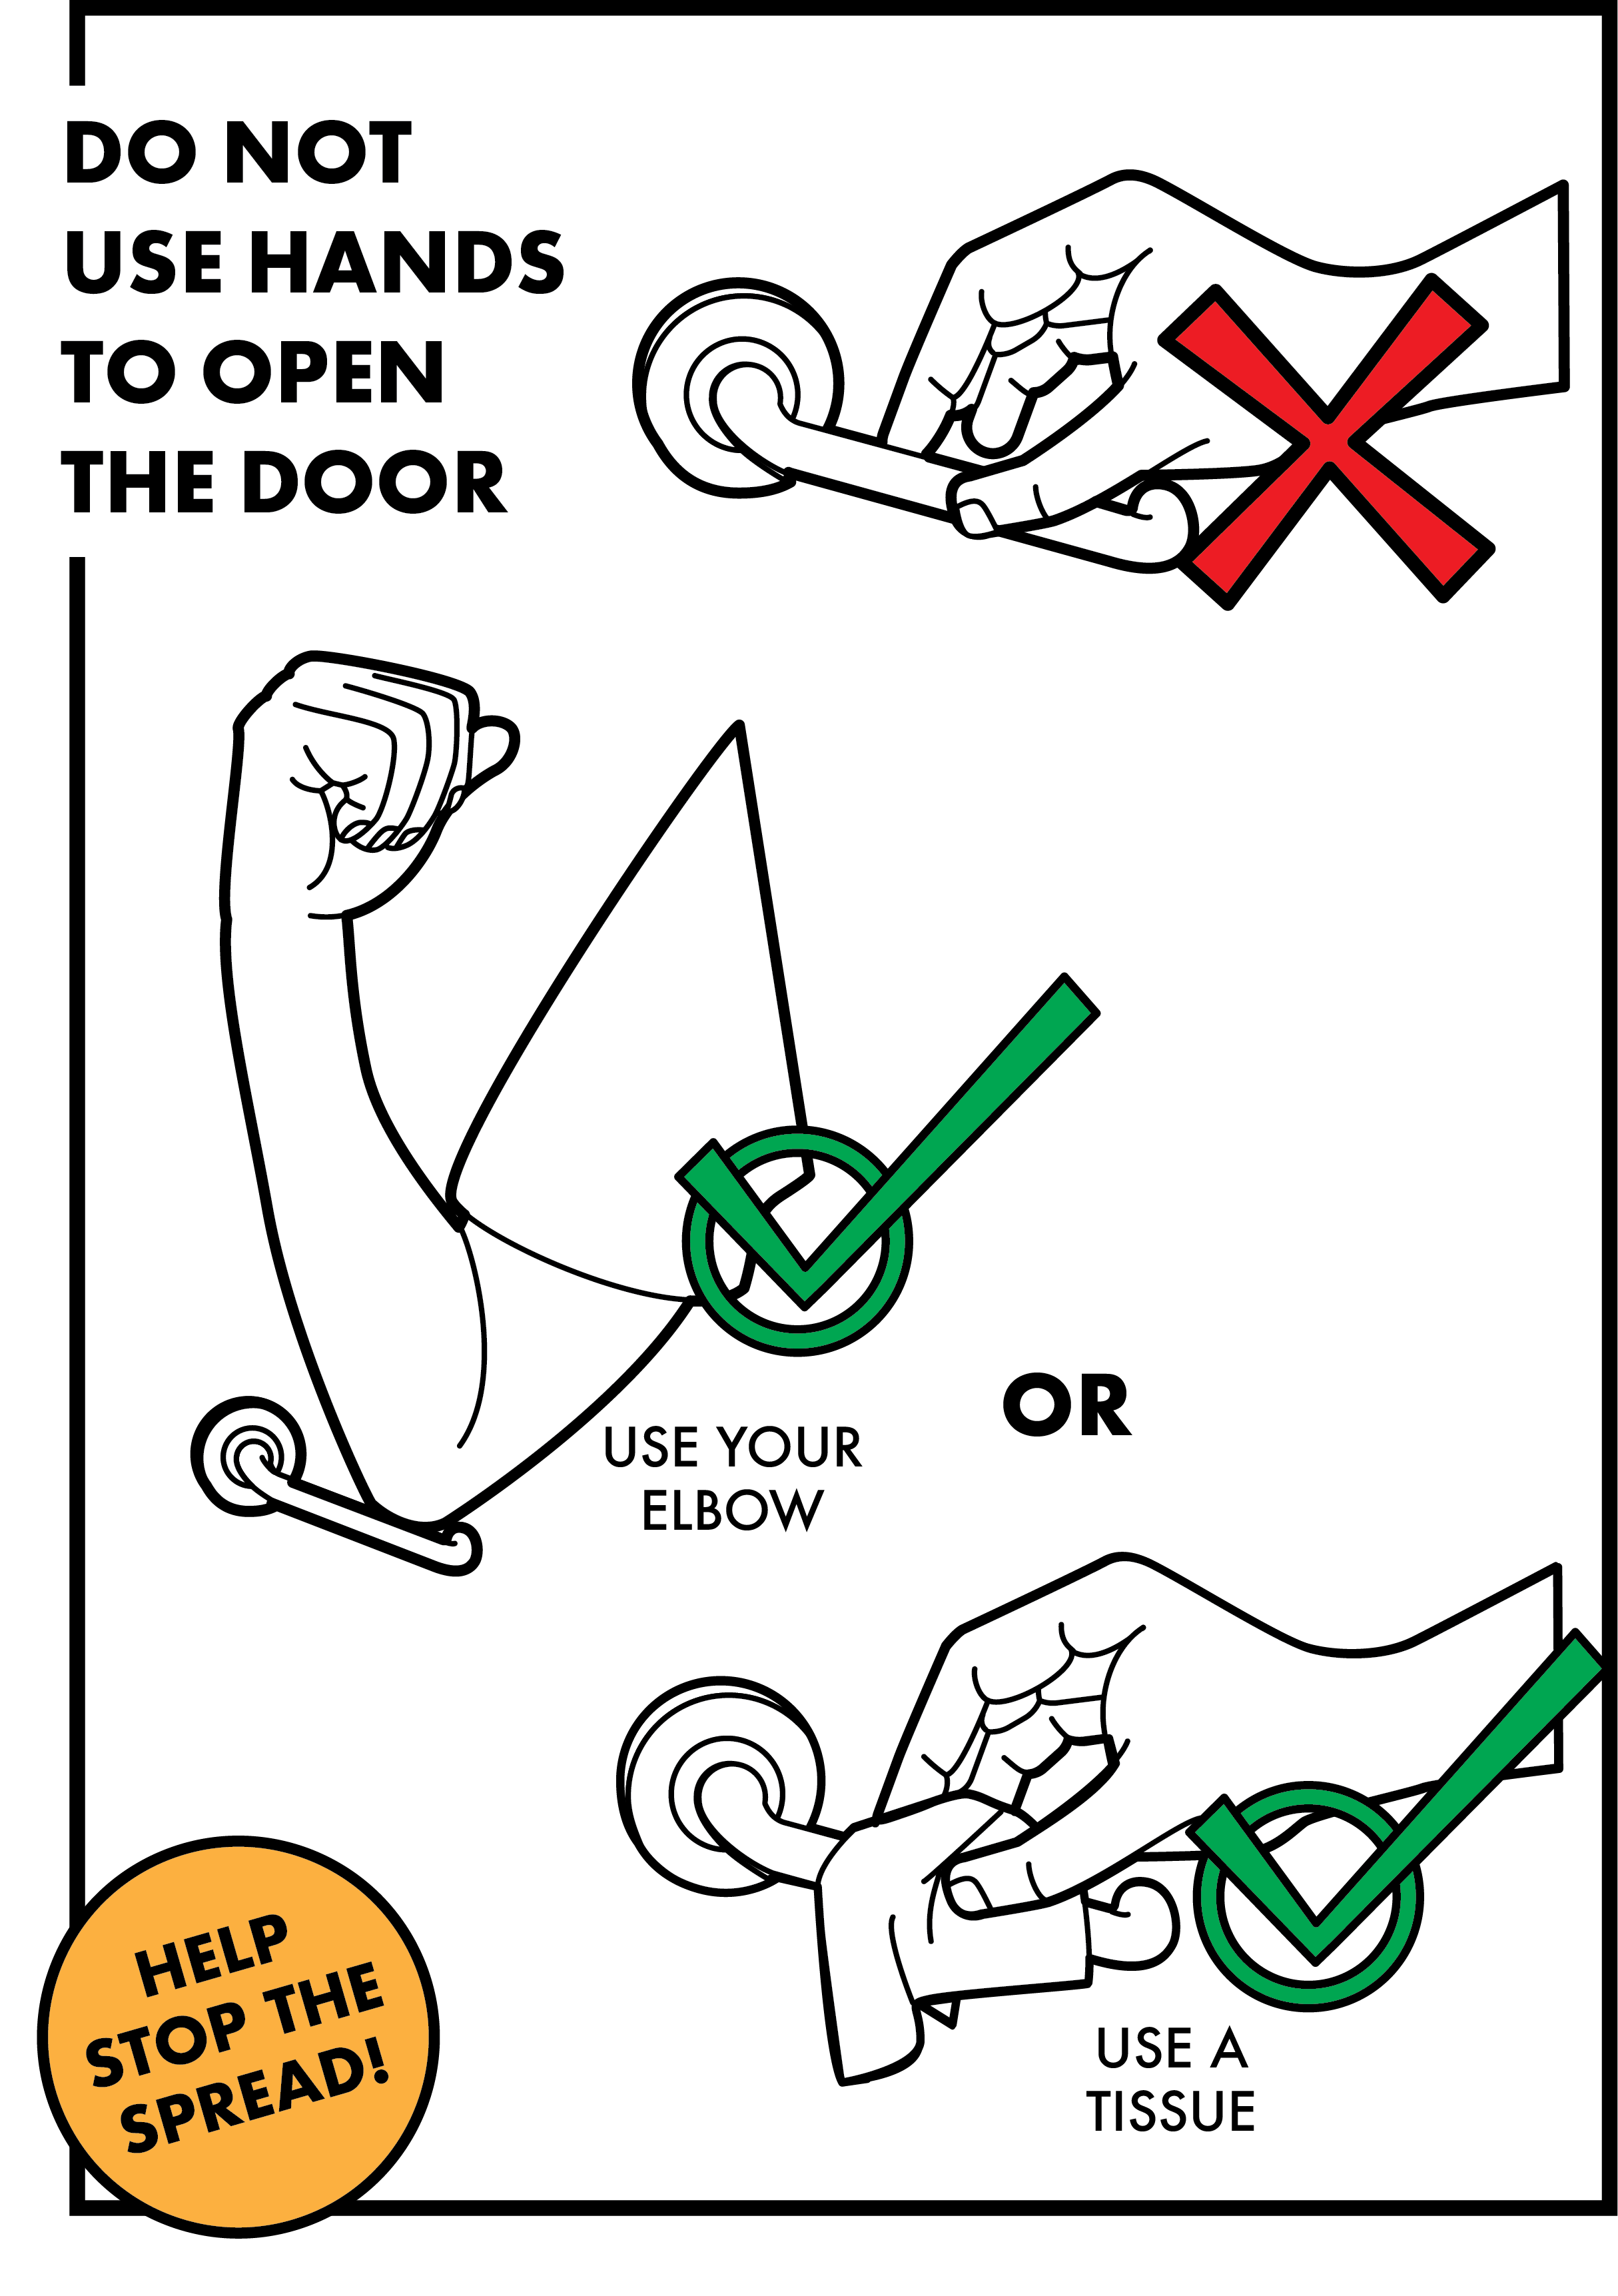 DO NOT
USE HANDS
TO OPEN
THE DOOR
USE YOUR
ELBOW
OR
USE A
TISSUE
HELP
STOP THE
SPREAD!